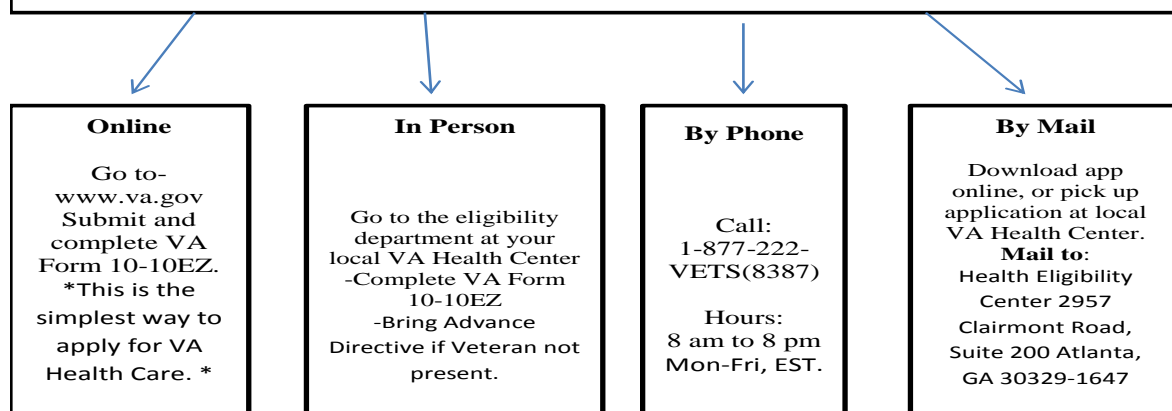 Online
Go to-
www.va.gov
Submit and
complete VA
Form 10-10EZ.
*This is the
simplest way to
apply for VA
Health Care. *
In Person
Go to the eligibility
department at your
local VA Health Center
-Complete VA Form
10-10EZ
-Bring Advance
Directive if Veteran not
present.
By Phone
Call:
1-877-222-
VETS(8387)
Hours:
8 am to 8 pm
Mon-Fri, EST.
By Mail
Download app
online, or pick up
application at local
VA Health Center.
Mail to:
Health Eligibility
Center 2957
Clairmont Road,
Suite 200 Atlanta,
GA 30329-1647